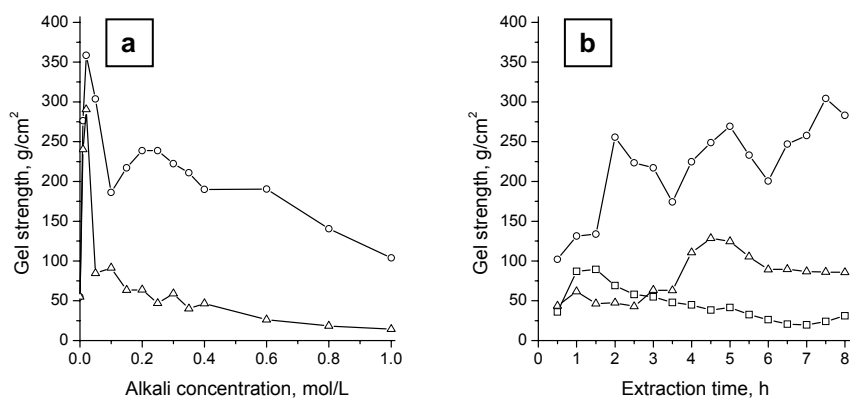 a
400
350
300
250
200
150
100
50
0
Gel strength, g/cm²
0.0 0.2 0.4 0.6 0.8 1.0
Alkali concentration, mol/L
b
400
350
300
250
200
150
100
50
0
Gel strength, g/cm²
0 1 2 3 4 5 6 7 8
Extraction time, h